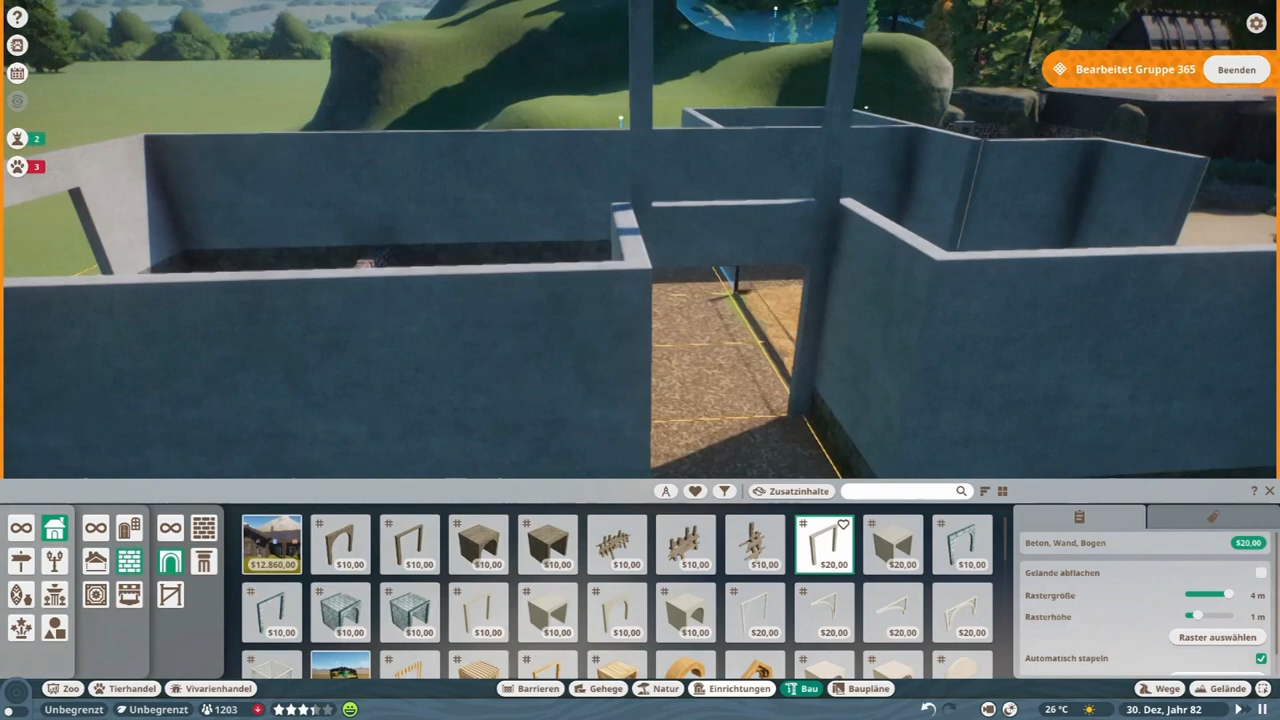 ?
Bearbeitet Gruppe 365
Beenden
2
3
Zusatzinhalte
? ×
$12.860,00 $10,00 $10,00 $10,00 $10,00 $10,00 $10,00 $10,00 $20,00 $20,00 $10,00
$10,00 $10,00 $10,00 $10,00 $10,00 $10,00 $10,00 $20,00 $20,00 $20,00 $20,00
Beton, Wand, Bogen $20,00
Gelände abflachen
Rastergröße 4 m
Rasterhöhe 1 m
Raster auswählen
Automatisch stapeln
Zoo Tierhandel Vivarienhandel Barrieren Gehege Natur Einrichtungen Bau Baupläne Wege Gelände
Unbegrenzt Unbegrenzt 1203 26 °C 30. Dez, Jahr 82